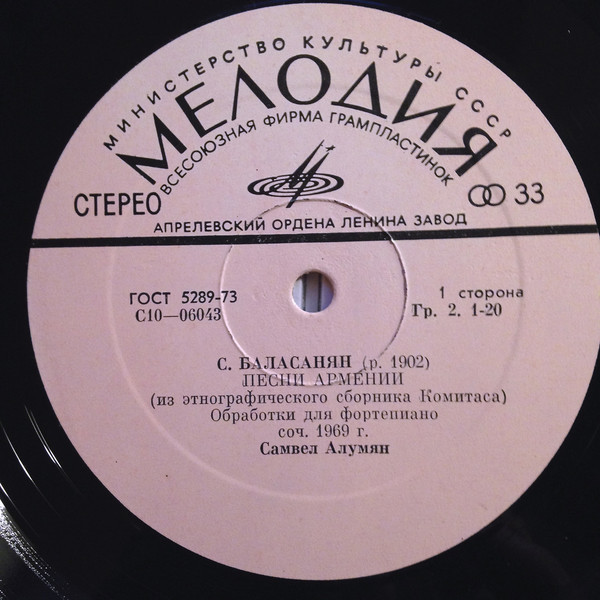 МИНИСТЕРСТВО КУЛЬТУРЫ СССР
МЕЛОДИЯ
ВСЕСОЮЗНАЯ ФИРМА ГРАМПЛАСТИНОК
СТЕРЕО
33
АПРЕЛЕВСКИЙ ОРДЕНА ЛЕНИНА ЗАВОД
ГОСТ 5289-73
С10—06043
1 сторона
Гр. 2. 1-20
С. БАЛАСАНЯН (р. 1902)
ПЕСНИ АРМЕНИИ
(из этнографического сборника Комитаса)
Обработки для фортепиано
соч. 1969 г.
Самвел Алумян